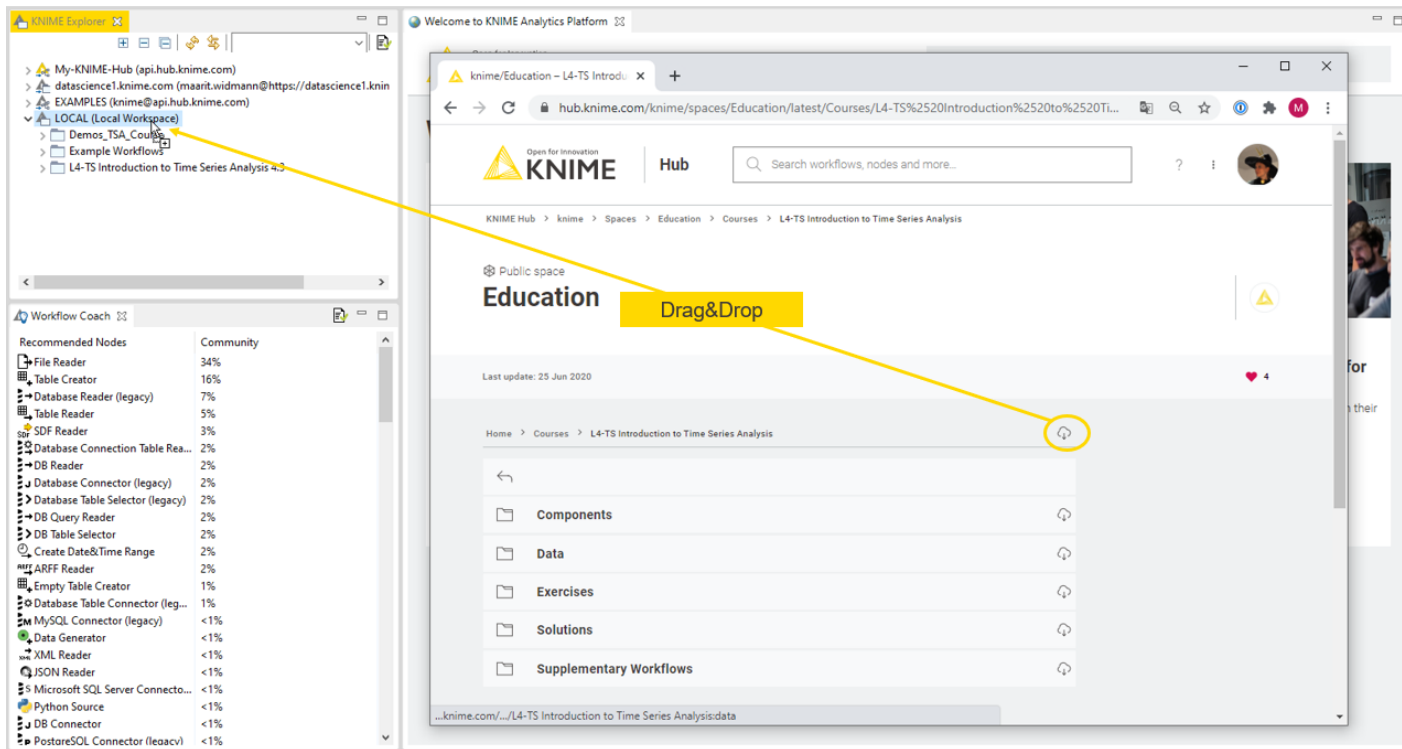 KNIME Explorer
My-KNIME-Hub (api.hub.knime.com)
datascience1.knime.com (maarit.widmann@https://datascience1.knin
EXAMPLES (knime@api.hub.knime.com)
LOCAL (Local Workspace)
Demos_TSA_Course
Example Workflows
L4-TS Introduction to Time Series Analysis 4.3
Workflow Coach
Recommended Nodes Community
File Reader 34%
Table Creator 16%
Database Reader (legacy) 7%
Table Reader 5%
SDF Reader 3%
Database Connection Table Rea... 2%
DB Reader 2%
Database Connector (legacy) 2%
Database Table Selector (legacy) 2%
DB Query Reader 2%
DB Table Selector 2%
Create Date&Time Range 2%
ARFF Reader 2%
Empty Table Creator 1%
Database Table Connector (leg... 1%
MySQL Connector (legacy) <1%
Data Generator <1%
XML Reader <1%
JSON Reader <1%
Microsoft SQL Server Connecto... <1%
Python Source <1%
DB Connector <1%
PostgreSQL Connector (legacy) <1%
Welcome to KNIME Analytics Platform
knime/Education – L4-TS Introdu
hub.knime.com/knime/spaces/Education/latest/Courses/L4-TS%2520Introduction%2520to%2520Ti...
M
Open for Innovation
KNIME
Hub
Search workflows, nodes and more...
?
KNIME Hub > knime > Spaces > Education > Courses > L4-TS Introduction to Time Series Analysis
Public space
Education
Drag&Drop
Last update: 25 Jun 2020
4
Home > Courses > L4-TS Introduction to Time Series Analysis
Components
Data
Exercises
Solutions
Supplementary Workflows
...knime.com/.../L4-TS Introduction to Time Series Analysis:data
for
their